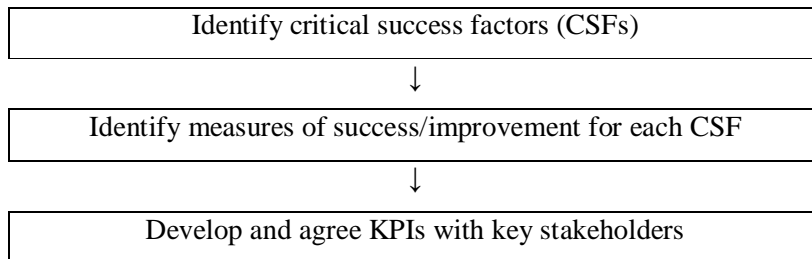 Identify critical success factors (CSFs)
↓
Identify measures of success/improvement for each CSF
↓
Develop and agree KPIs with key stakeholders